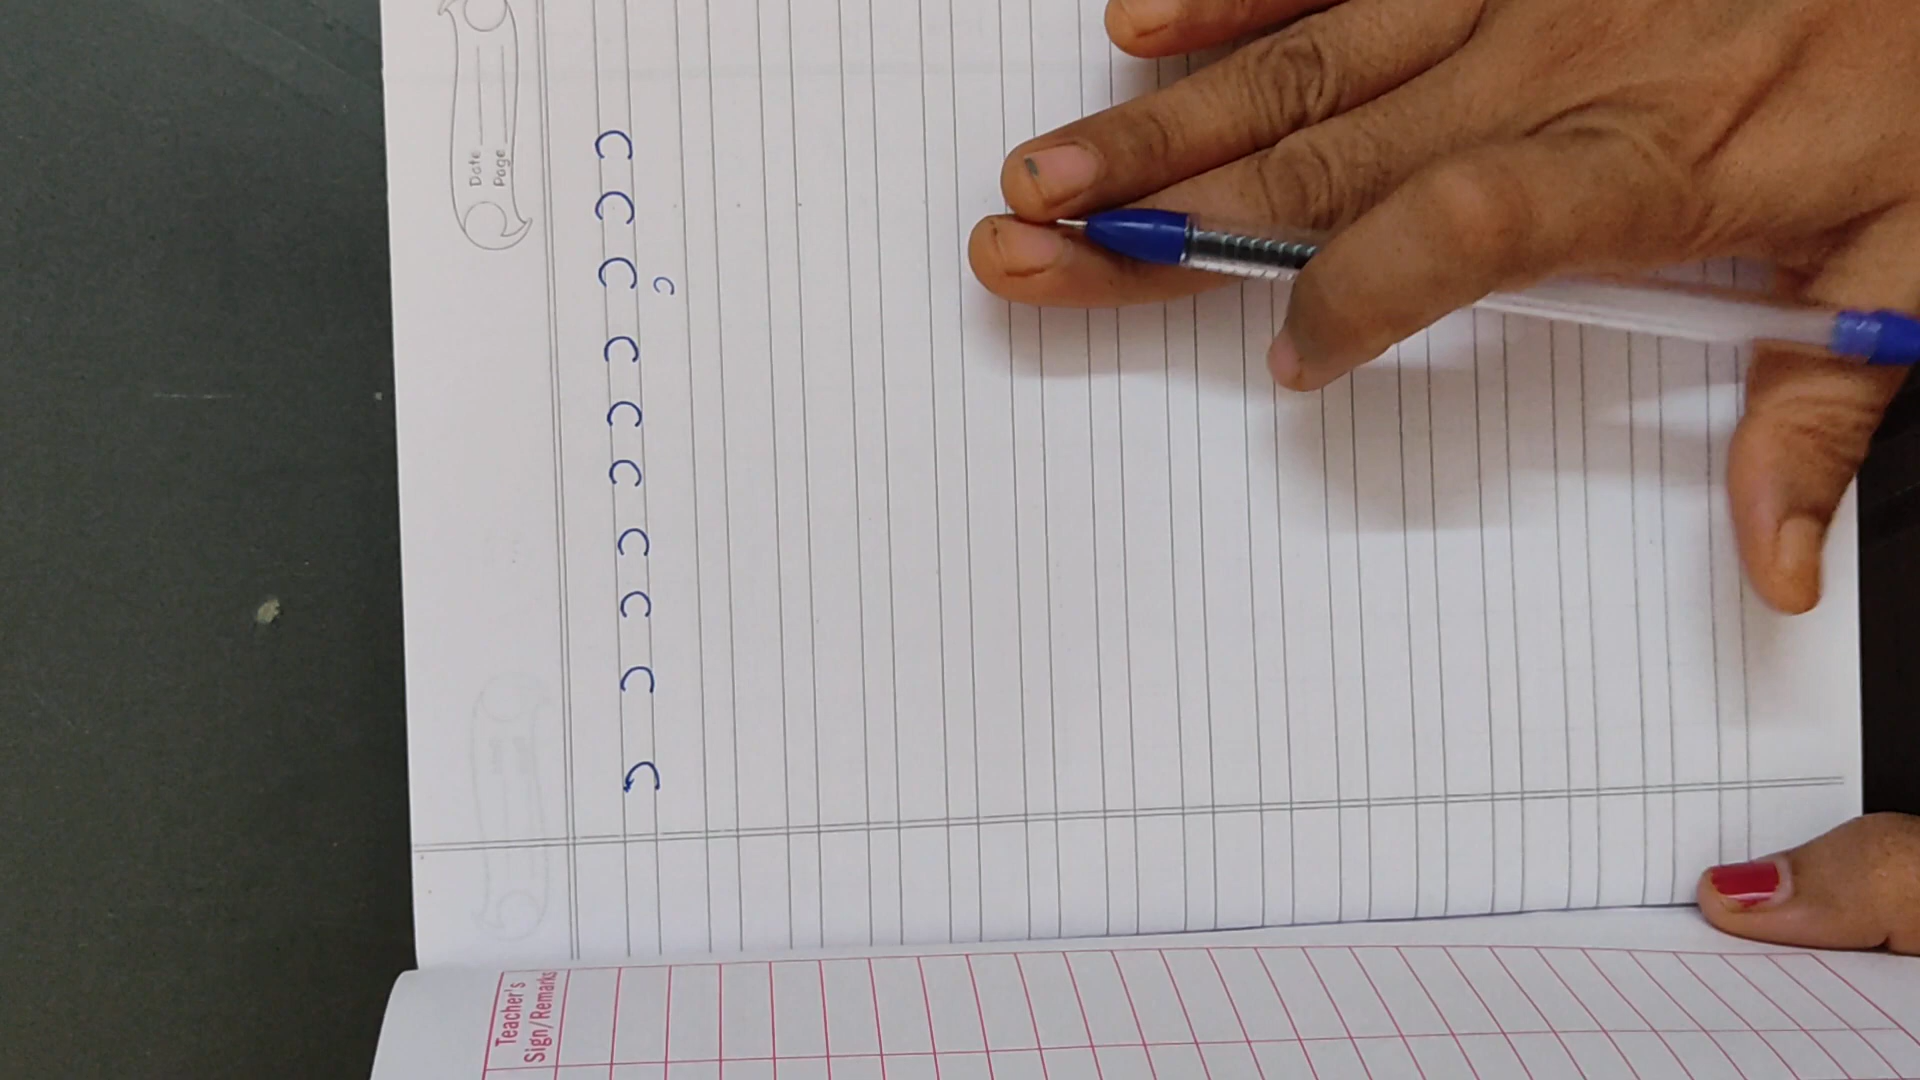 Teacher's
Sign/Remarks
Date
Page
Ɔ Ɔ Ɔ Ɔ Ɔ Ɔ Ɔ Ɔ Ɔ Ɔ
Ɔ